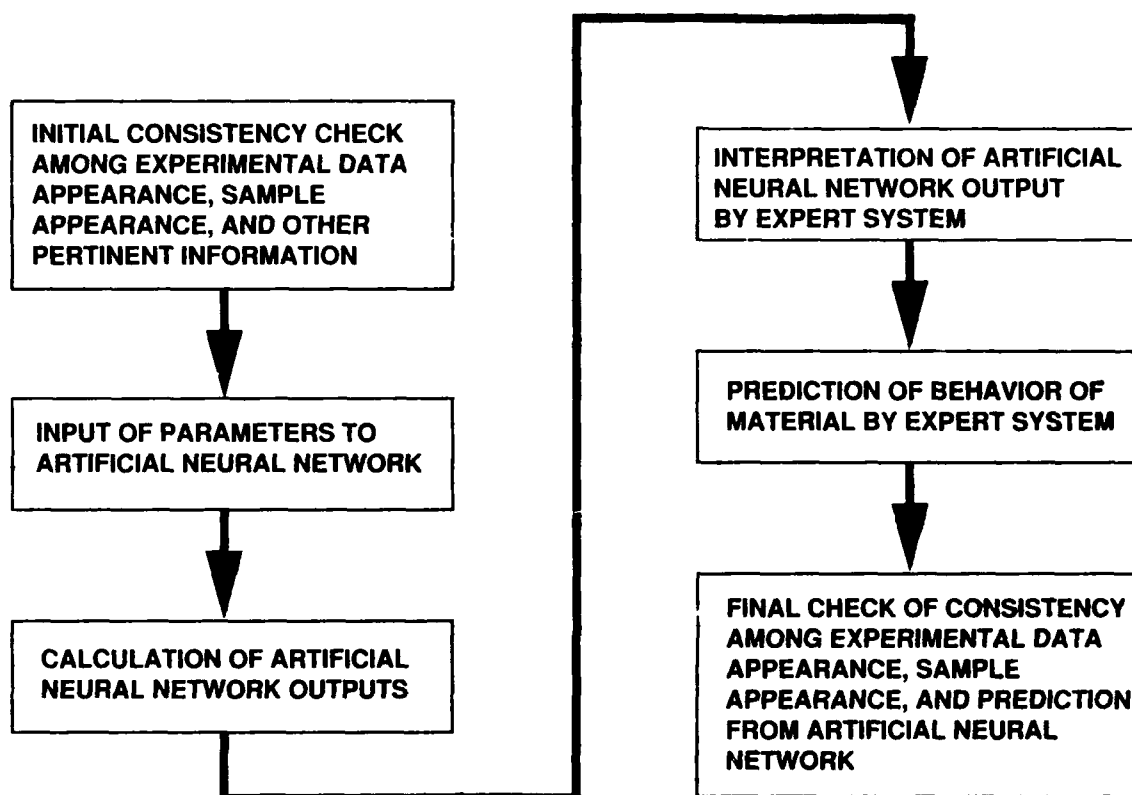 INITIAL CONSISTENCY CHECK
AMONG EXPERIMENTAL DATA
APPEARANCE, SAMPLE
APPEARANCE, AND OTHER
PERTINENT INFORMATION
INPUT OF PARAMETERS TO
ARTIFICIAL NEURAL NETWORK
CALCULATION OF ARTIFICIAL
NEURAL NETWORK OUTPUTS
INTERPRETATION OF ARTIFICIAL
NEURAL NETWORK OUTPUT
BY EXPERT SYSTEM
PREDICTION OF BEHAVIOR OF
MATERIAL BY EXPERT SYSTEM
FINAL CHECK OF CONSISTENCY
AMONG EXPERIMENTAL DATA
APPEARANCE, SAMPLE
APPEARANCE, AND PREDICTION
FROM ARTIFICIAL NEURAL
NETWORK